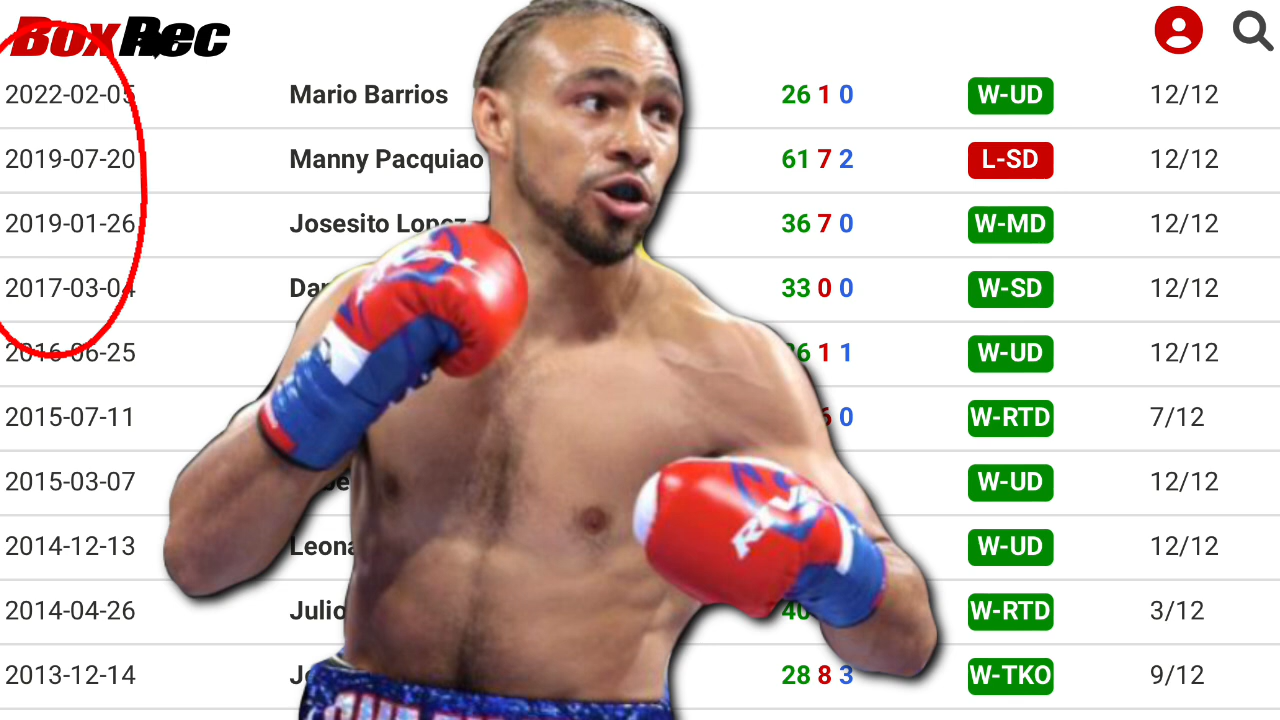 BoxRec
2022-02-05 Mario Barrios 26 1 0 W-UD 12/12
2019-07-20 Manny Pacquiao 61 7 2 L-SD 12/12
2019-01-26 Josesito Lopez 36 7 0 W-MD 12/12
2017-03-04 33 0 0 W-SD 12/12
2016-06-25 1 1 W-UD 12/12
2015-07-11 0 W-RTD 7/12
2015-03-07 W-UD 12/12
2014-12-13 W-UD 12/12
2014-04-26 Julio 40 W-RTD 3/12
2013-12-14 28 8 3 W-TKO 9/12
RIVAL